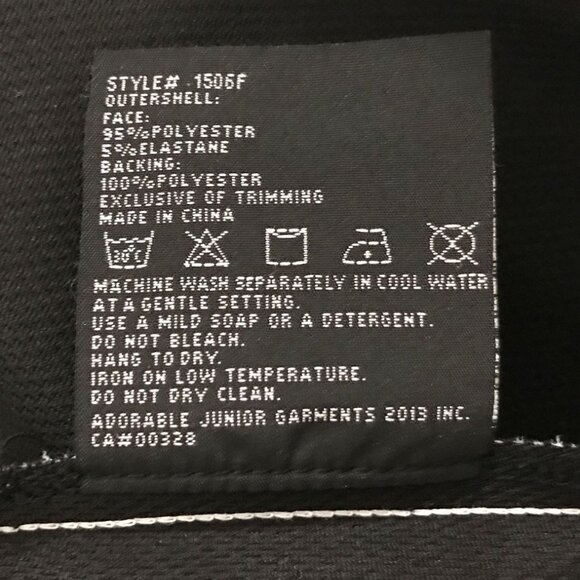 STYLE# 1506F
OUTERSHELL:
FACE:
95%POLYESTER
5%ELASTANE
BACKING:
100%POLYESTER
EXCLUSIVE OF TRIMMING
MADE IN CHINA
30°C
MACHINE WASH SEPARATELY IN COOL WATER
AT A GENTLE SETTING.
USE A MILD SOAP OR A DETERGENT.
DO NOT BLEACH.
HANG TO DRY.
IRON ON LOW TEMPERATURE.
DO NOT DRY CLEAN.
ADORABLE JUNIOR GARMENTS 2013 INC.
CA#00328